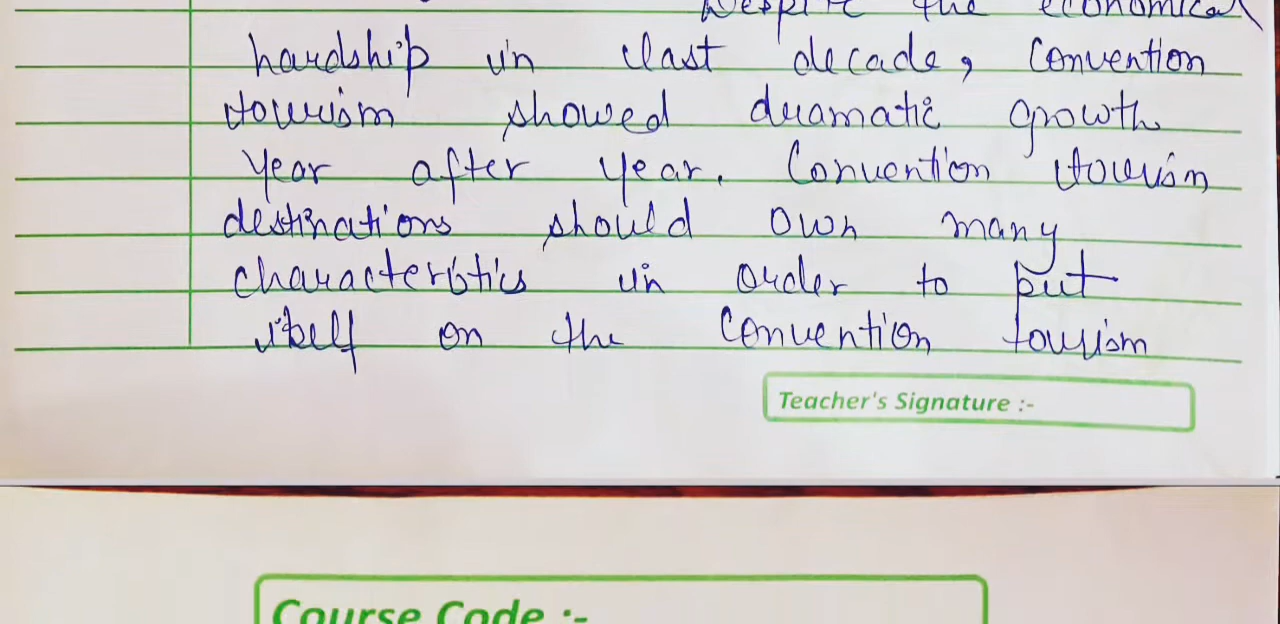 Despite the economical
hardship in last decade, Convention
tourism showed dramatic growth
year after year. Convention tourism
destinations should own many
characteristics in order to put
itself on the Convention tourism
Teacher's Signature :-
Course Code :-